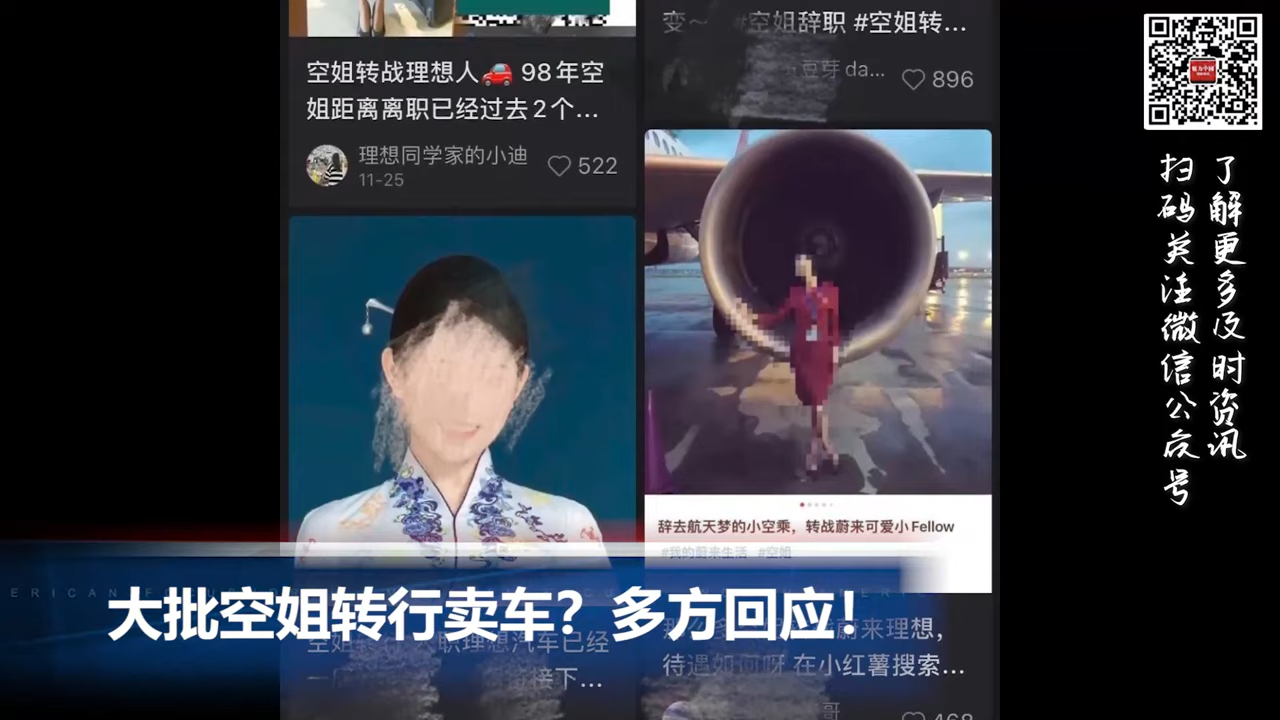 空姐转战理想人🚗 98年空
姐距离离职已经过去2个...
理想同学家的小迪
11-25
522
#空姐辞职 #空姐转...
豆芽da...
896
辞去航天梦的小空乘，转战蔚来可爱小Fellow
#我的蔚来生活 #空姐
蔚来理想，
待遇如何呀 在小红薯搜索...
大批空姐转行卖车？多方回应！
了解更多及时资讯
扫码关注微信公众号